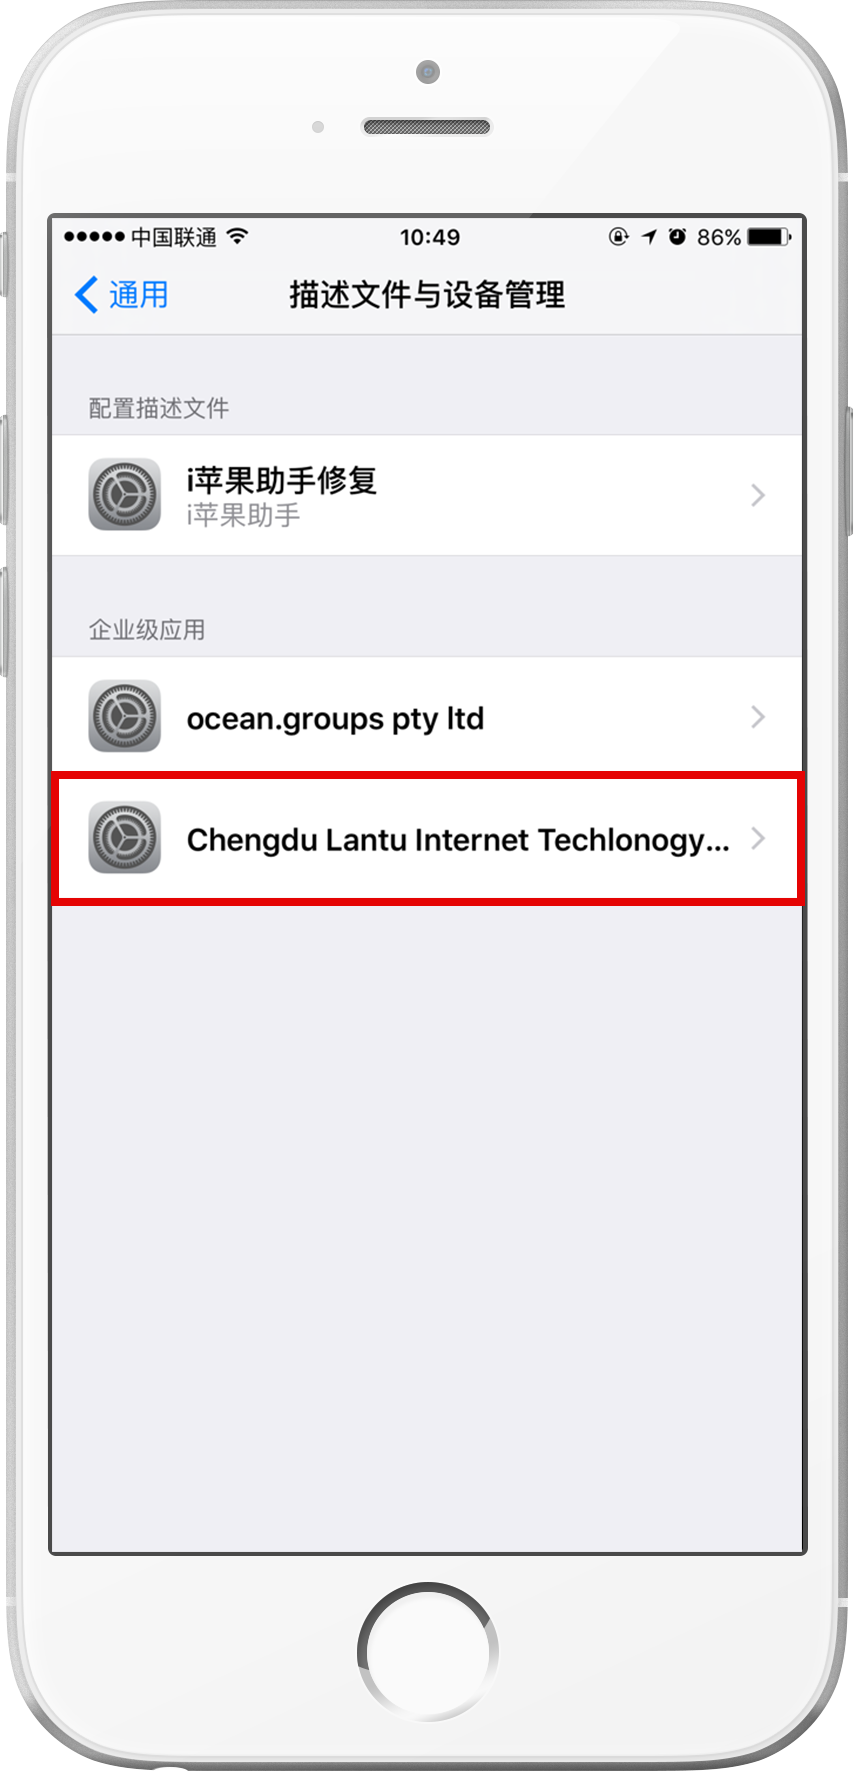 中国联通
10:49
86%
通用
描述文件与设备管理
配置描述文件
i苹果助手修复
i苹果助手
企业级应用
ocean.groups pty ltd
Chengdu Lantu Internet Techlonogy...